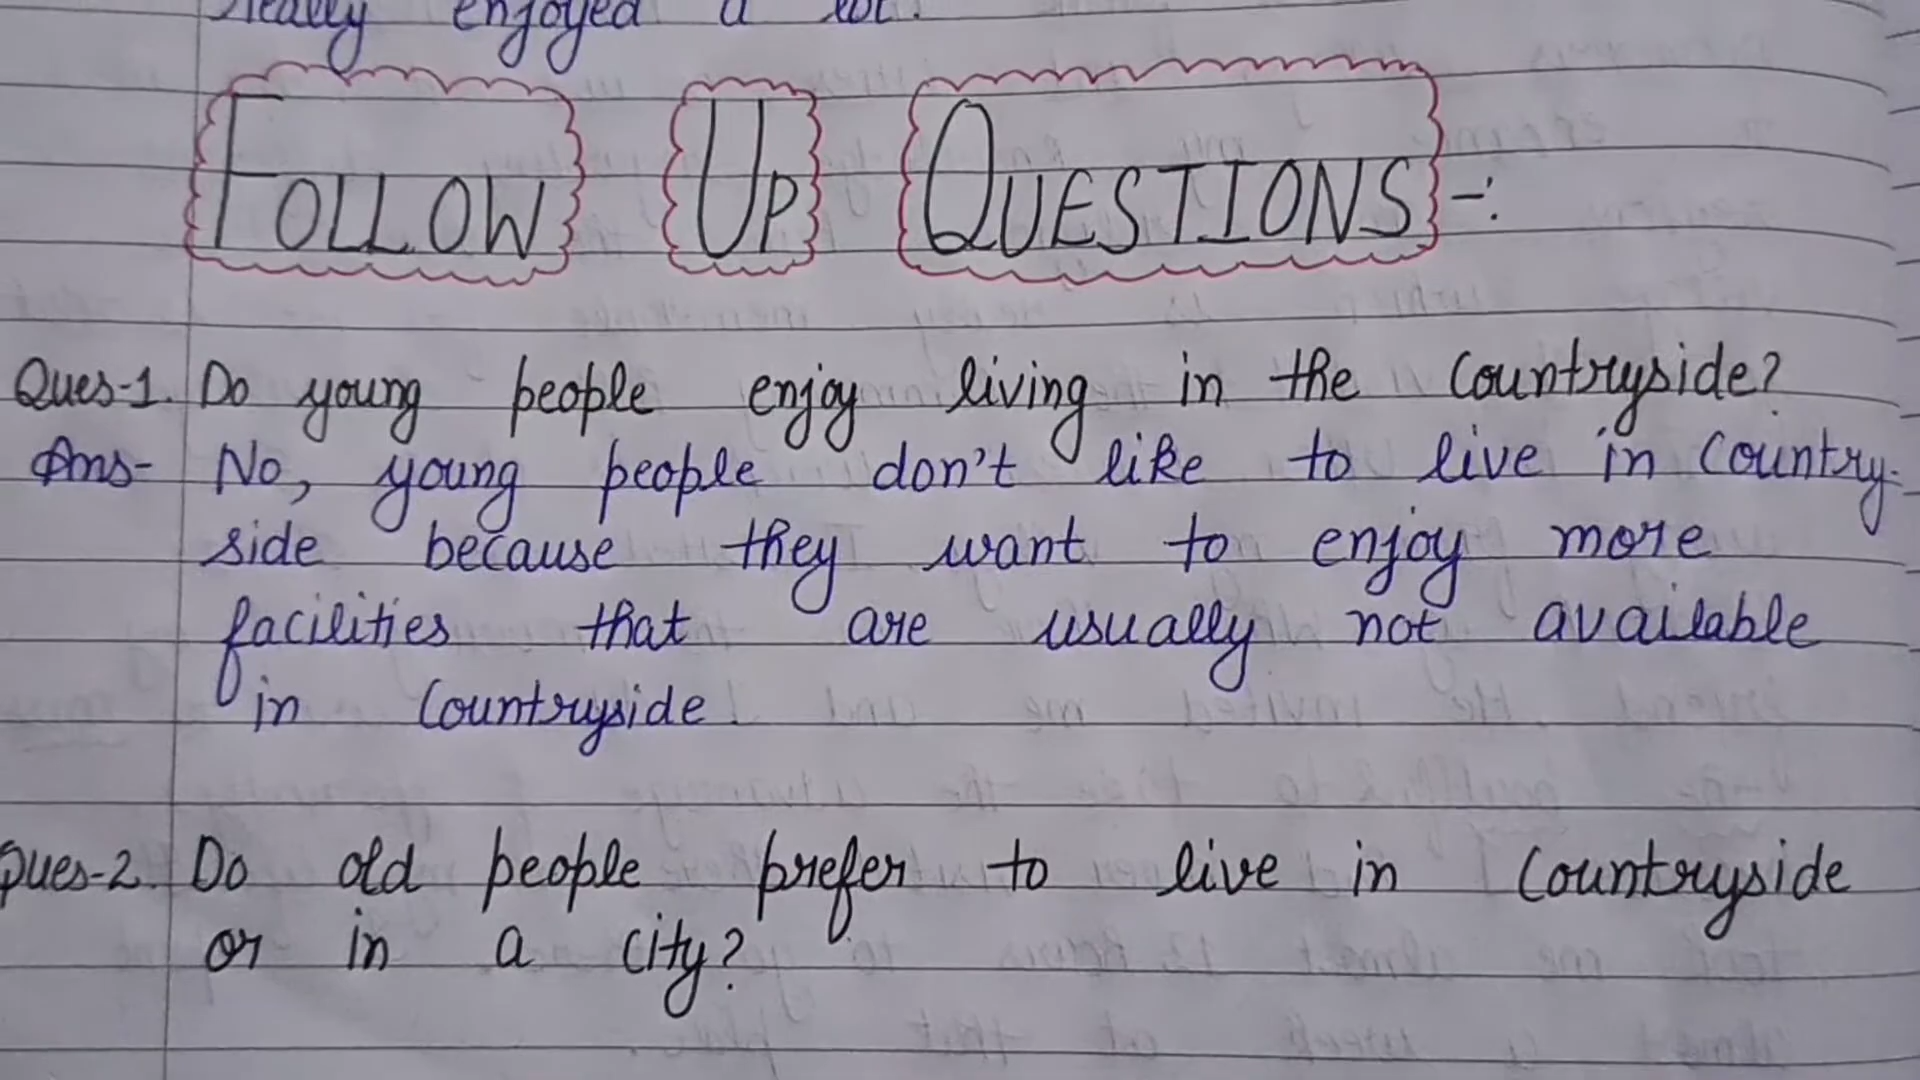 really enjoyed a lot.
FOLLOW UP QUESTIONS -:
Ques-1. Do young people enjoy living in the Countryside?
Ans- No, young people don't like to live in Country-
side because they want to enjoy more
facilities that are usually not available
in Countryside.
Ques-2. Do old people prefer to live in Countryside
or in a city?